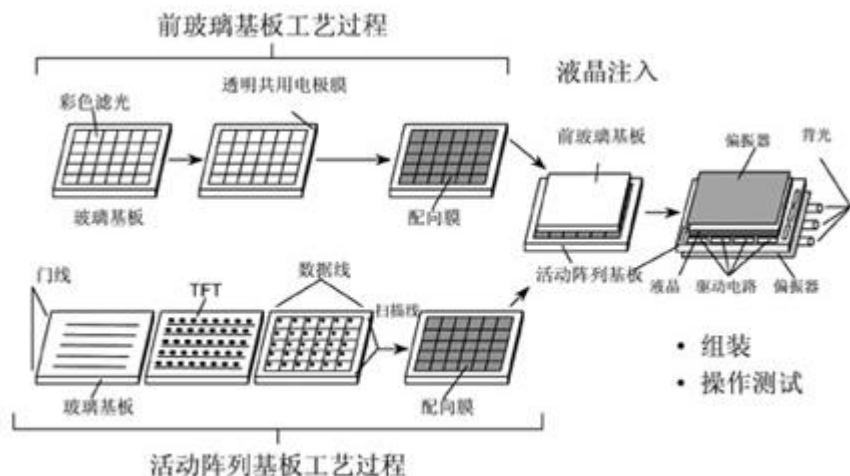 前玻璃基板工艺过程
液晶注入
透明共用电极膜
彩色滤光
前玻璃基板
偏振器
背光
玻璃基板
配向膜
活动阵列基板
液晶
驱动电路
偏振器
门线
TFT
数据线
扫描线
• 组装
• 操作测试
玻璃基板
配向膜
活动阵列基板工艺过程